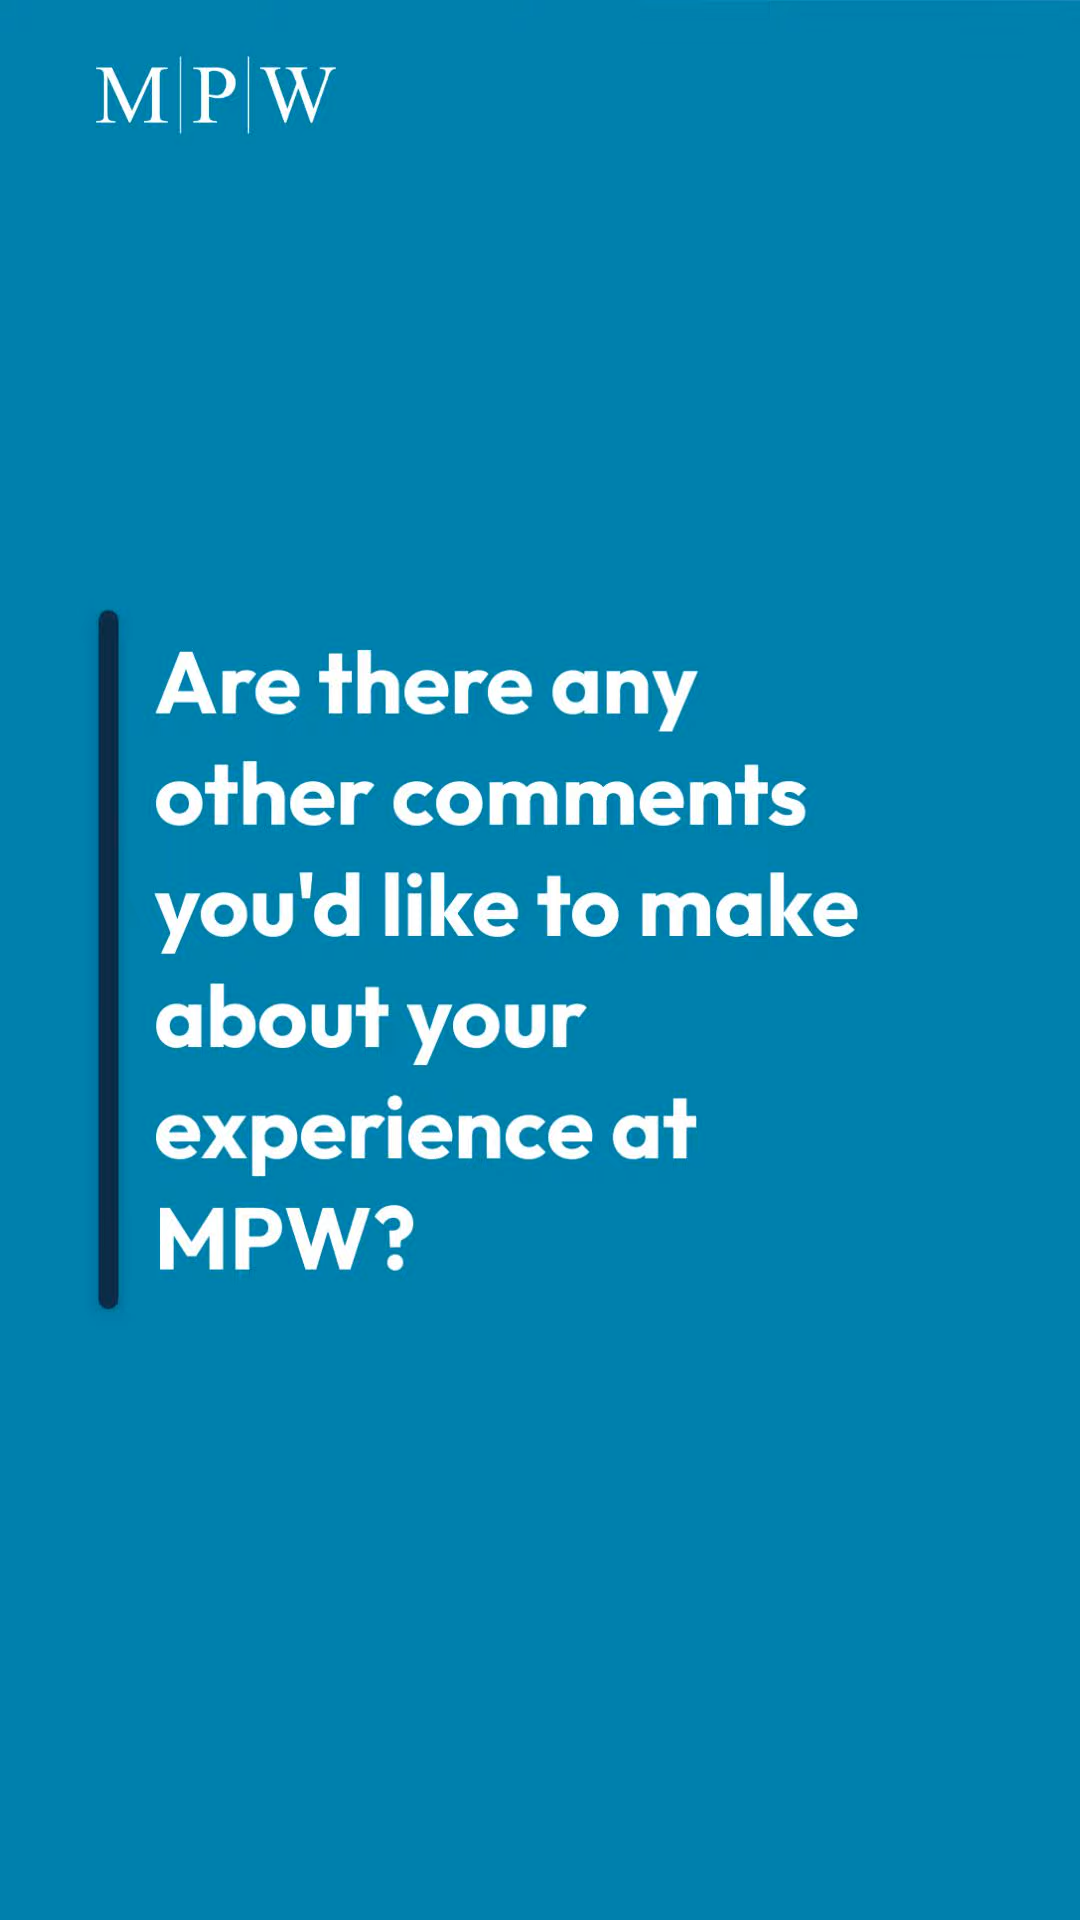 M|P|W
Are there any
other comments
you'd like to make
about your
experience at
MPW?